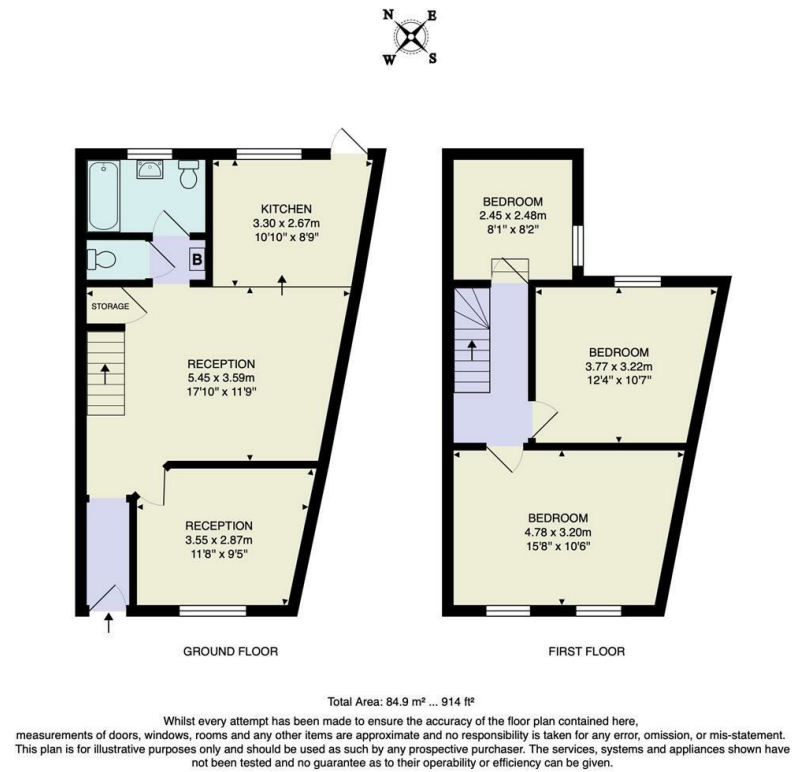 N E
W S
KITCHEN
3.30 x 2.67m
10'10" x 8'9"
B
STORAGE
RECEPTION
5.45 x 3.59m
17'10" x 11'9"
RECEPTION
3.55 x 2.87m
11'8" x 9'5"
GROUND FLOOR
BEDROOM
2.45 x 2.48m
8'1" x 8'2"
BEDROOM
3.77 x 3.22m
12'4" x 10'7"
BEDROOM
4.78 x 3.20m
15'8" x 10'6"
FIRST FLOOR
Total Area: 84.9 m² ... 914 ft²
Whilst every attempt has been made to ensure the accuracy of the floor plan contained here,
measurements of doors, windows, rooms and any other items are approximate and no responsibility is taken for any error, omission, or mis-statement.
This plan is for illustrative purposes only and should be used as such by any prospective purchaser. The services, systems and appliances shown have
not been tested and no guarantee as to their operability or efficiency can be given.